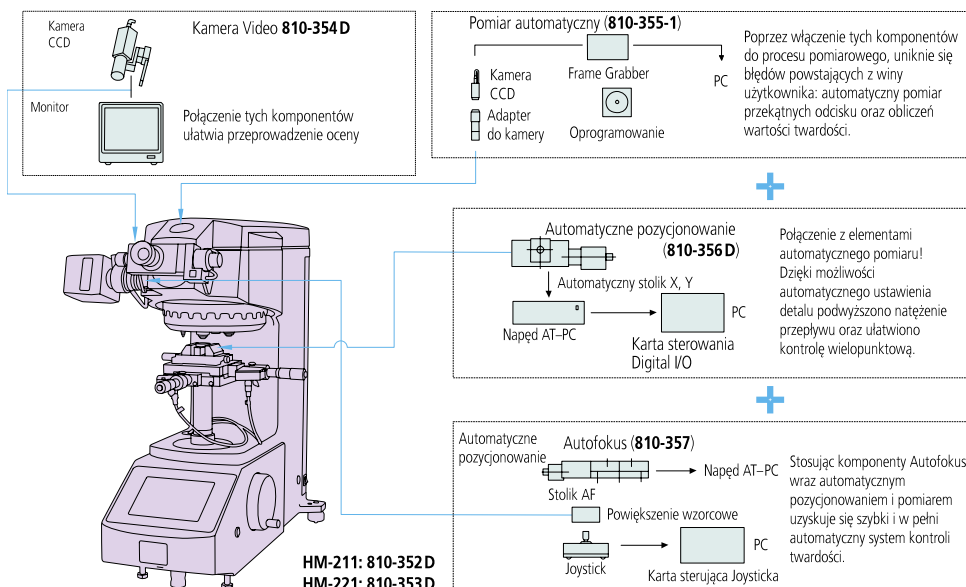 Kamera
CCD
Kamera Video 810-354 D
Monitor
Połączenie tych komponentów
ułatwia przeprowadzenie oceny
Pomiar automatyczny (810-355-1)
Kamera
CCD
Adapter
do kamery
Frame Grabber
Oprogramowanie
PC
Poprzez włączenie tych komponentów
do procesu pomiarowego, uniknie się
błędów powstających z winy
użytkownika: automatyczny pomiar
przekątnych odcisku oraz obliczeń
wartości twardości.
Automatyczne pozycjonowanie
(810-356 D)
Automatyczny stolik X, Y
Napęd AT–PC
PC
Karta sterowania
Digital I/O
Połączenie z elementami
automatycznego pomiaru!
Dzięki możliwości
automatycznego ustawienia
detalu podwyższono natężenie
przepływu oraz ułatwiono
kontrolę wielopunktową.
Automatyczne
pozycjonowanie
Autofokus (810-357)
Stolik AF
Napęd AT–PC
Powiększenie wzorcowe
Joystick
PC
Karta sterująca Joysticka
Stosując komponenty Autofokus
wraz automatycznym
pozycjonowaniem i pomiarem
uzyskuje się szybki i w pełni
automatyczny system kontroli
twardości.
HM-211: 810-352 D
HM-221: 810-353 D